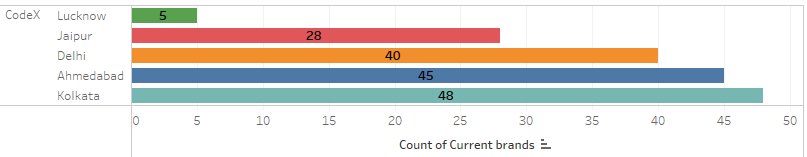 CodeX Lucknow 5
Jaipur 28
Delhi 40
Ahmedabad 45
Kolkata 48
0 5 10 15 20 25 30 35 40 45 50
Count of Current brands